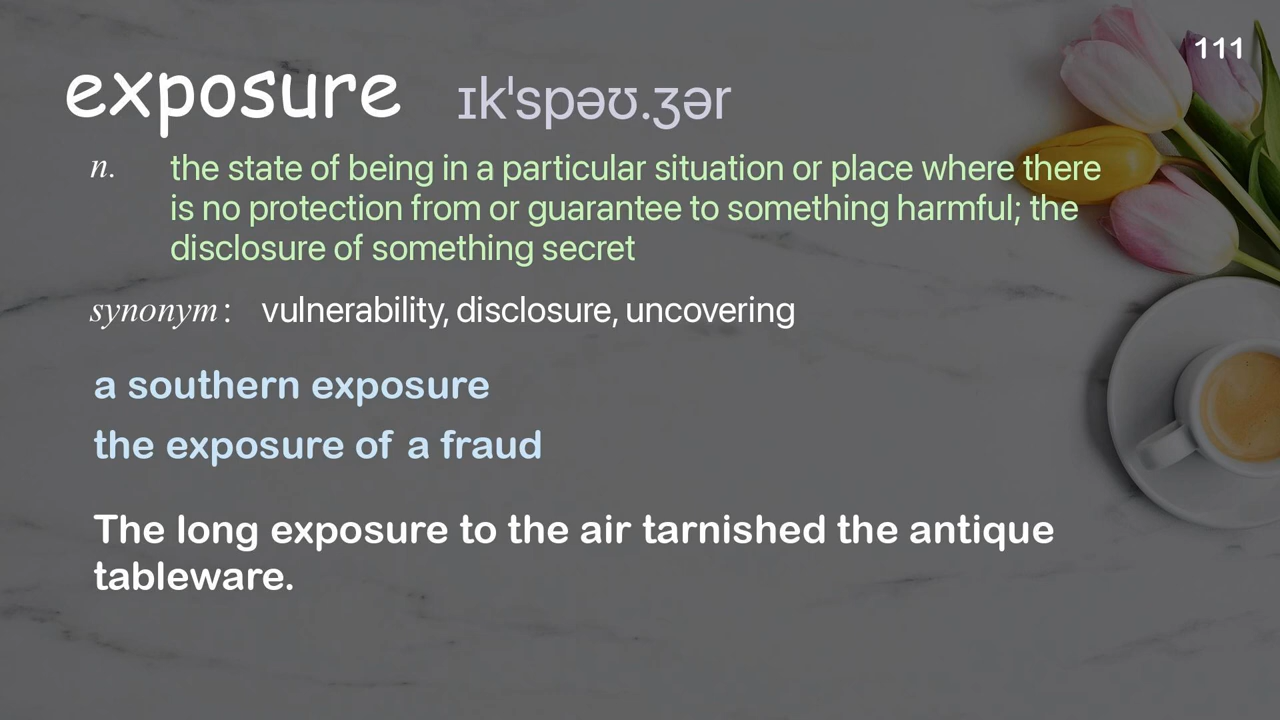 111
exposure ɪkˈspəʊ.ʒər
n. the state of being in a particular situation or place where there
is no protection from or guarantee to something harmful; the
disclosure of something secret
synonym: vulnerability, disclosure, uncovering
a southern exposure
the exposure of a fraud
The long exposure to the air tarnished the antique
tableware.